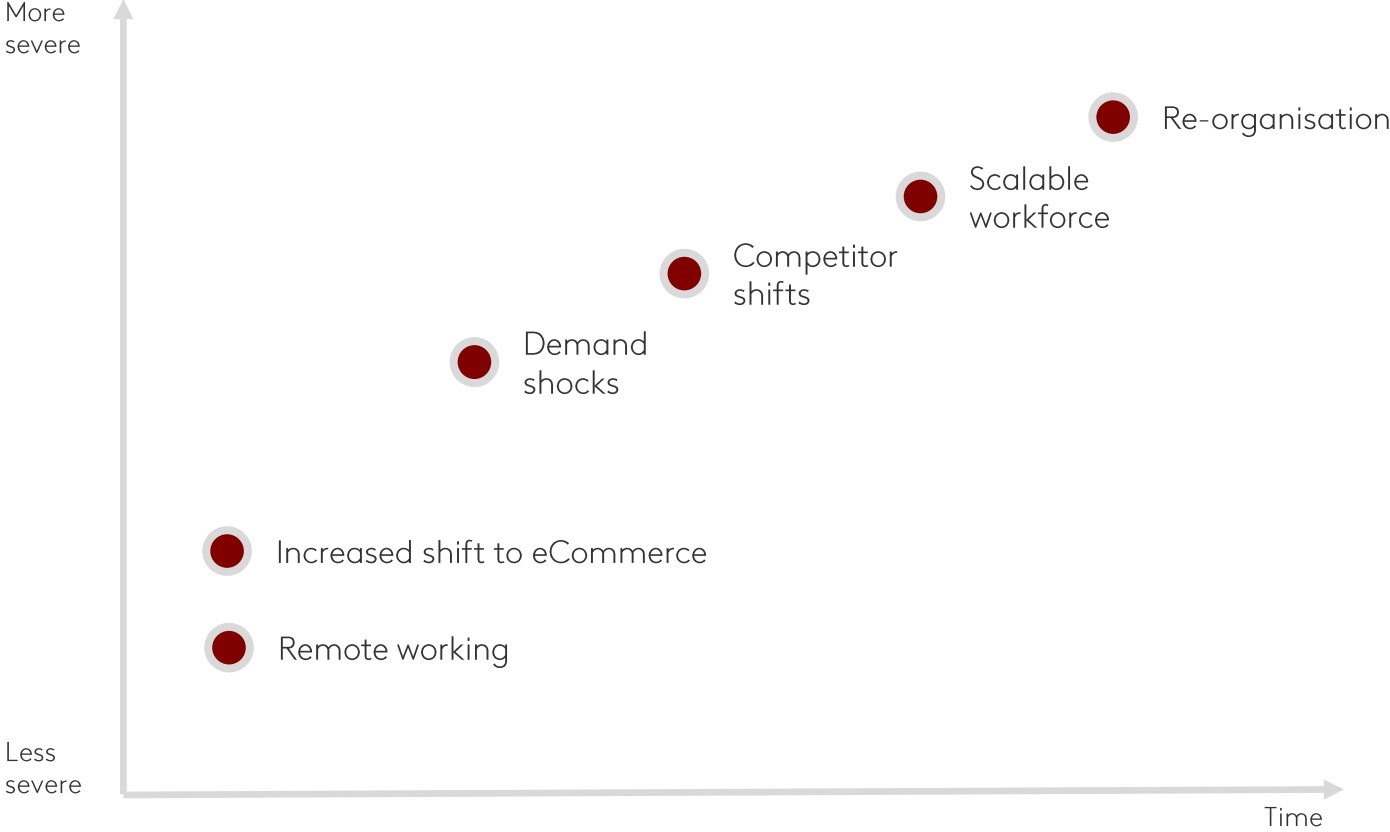 More
severe
Re-organisation
Scalable
workforce
Competitor
shifts
Demand
shocks
Increased shift to eCommerce
Remote working
Less
severe
Time